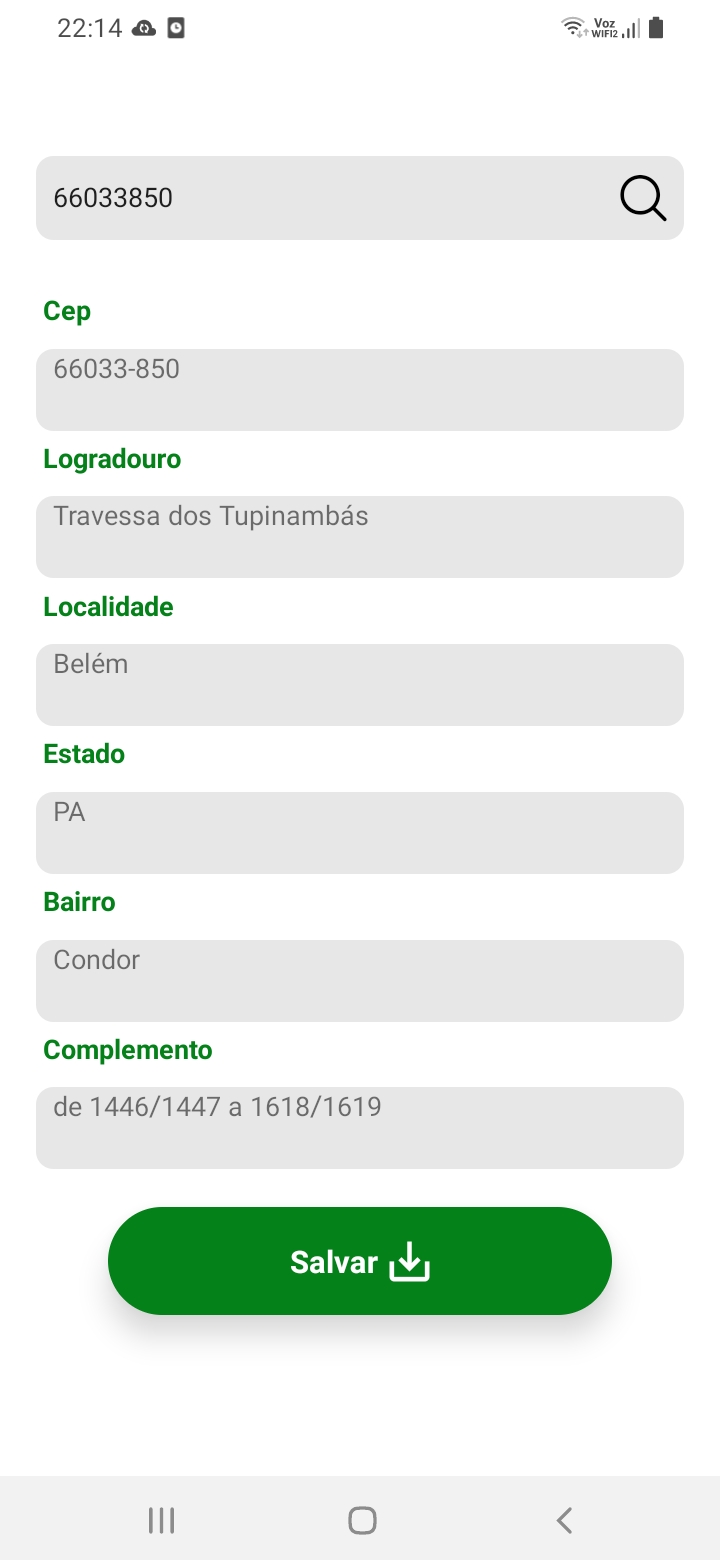 22:14
Voz
WIFI2
66033850
Cep
66033-850
Logradouro
Travessa dos Tupinambás
Localidade
Belém
Estado
PA
Bairro
Condor
Complemento
de 1446/1447 a 1618/1619
Salvar